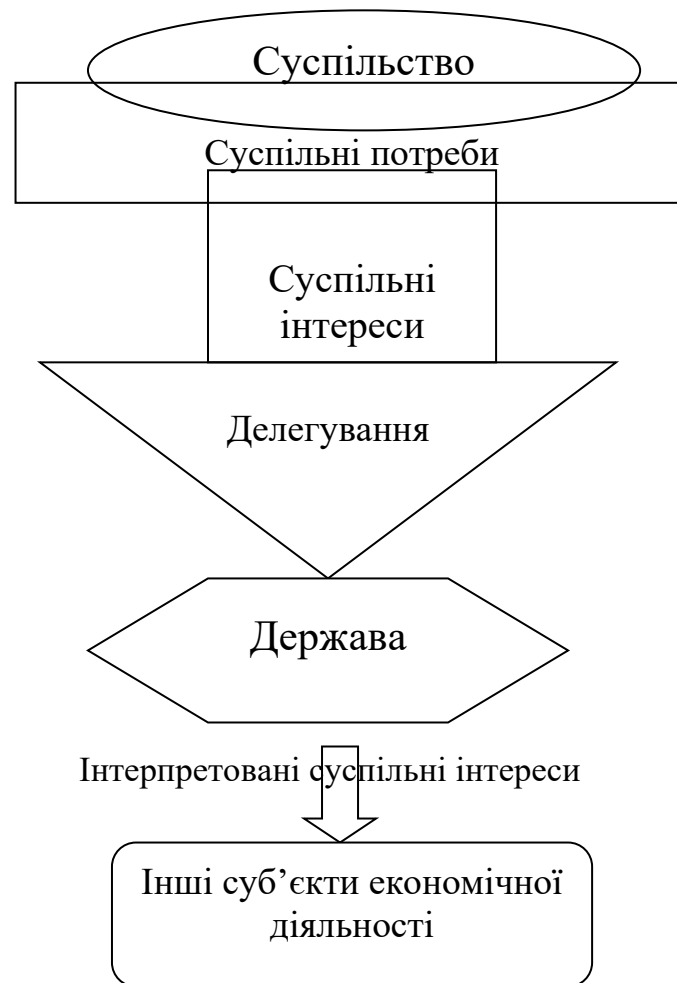 Суспільство
Суспільні потреби
Суспільні
інтереси
Делегування
Держава
Інтерпретовані суспільні інтереси
Інші суб’єкти економічної
діяльності